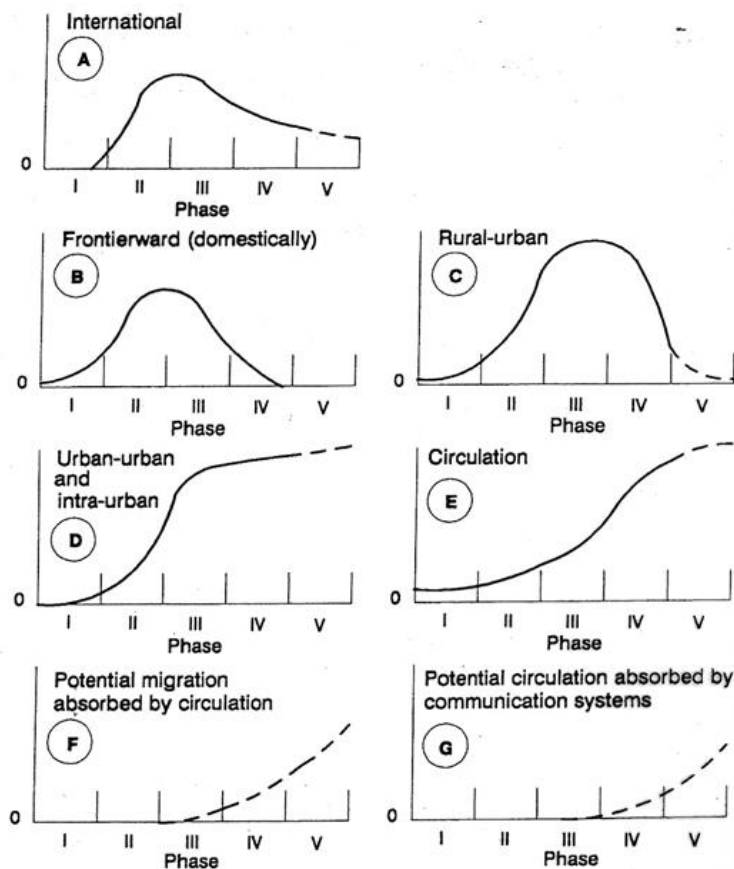 International
A
0
I II III IV V
Phase
Frontierward (domestically)
B
0
I II III IV V
Phase
Rural-urban
C
0
I II III IV V
Phase
Urban-urban
and
intra-urban
D
0
I II III IV V
Phase
Circulation
E
0
I II III IV V
Phase
Potential migration
absorbed by circulation
F
0
I II III IV V
Phase
Potential circulation absorbed by
communication systems
G
0
I II III IV V
Phase